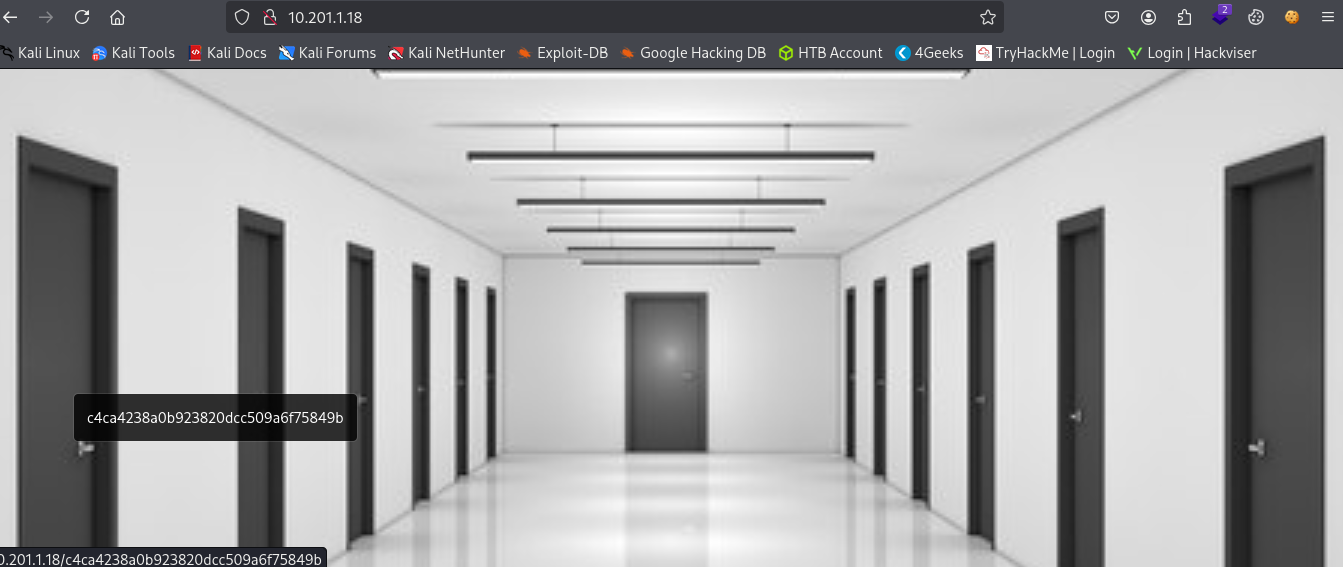 10.201.1.18
2
Kali Linux Kali Tools Kali Docs Kali Forums Kali NetHunter Exploit-DB Google Hacking DB HTB Account 4Geeks TryHackMe | Login Login | Hackviser
c4ca4238a0b923820dcc509a6f75849b
0.201.1.18/c4ca4238a0b923820dcc509a6f75849b